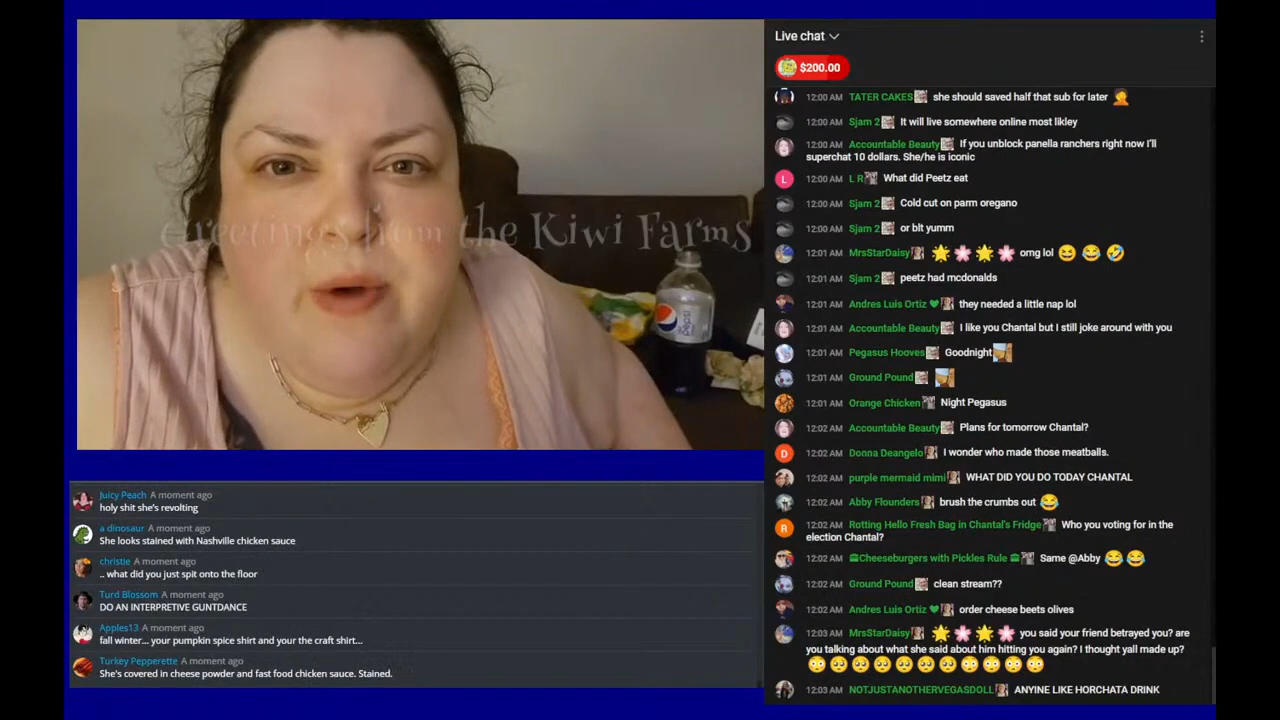 Greetings from the Kiwi Farms
pepsi
Juicy Peach A moment ago
holy shit she's revolting
a dinosaur A moment ago
She looks stained with Nashville chicken sauce
christie A moment ago
.. what did you just spit onto the floor
Turd Blossom A moment ago
DO AN INTERPRETIVE GUNTDANCE
Apples13 A moment ago
fall winter... your pumpkin spice shirt and your the craft shirt...
Turkey Pepperette A moment ago
She's covered in cheese powder and fast food chicken sauce. Stained.
Live chat
$200.00
12:00 AM TATER CAKES she should saved half that sub for later 🤦
12:00 AM Sjam 2 It will live somewhere online most likley
12:00 AM Accountable Beauty If you unblock panella ranchers right now I'll
superchat 10 dollars. She/he is iconic
L 12:00 AM L R What did Peetz eat
12:00 AM Sjam 2 Cold cut on parm oregano
12:00 AM Sjam 2 or blt yumm
12:01 AM MrsStarDaisy 🌟🌸🌟🌸 omg lol 😆😂🤣
12:01 AM Sjam 2 peetz had mcdonalds
12:01 AM Andres Luis Ortiz 💚 they needed a little nap lol
12:01 AM Accountable Beauty I like you Chantal but I still joke around with you
12:01 AM Pegasus Hooves Goodnight
12:01 AM Ground Pound
12:01 AM Orange Chicken Night Pegasus
12:02 AM Accountable Beauty Plans for tomorrow Chantal?
D 12:02 AM Donna Deangelo I wonder who made those meatballs.
12:02 AM purple mermaid mimi WHAT DID YOU DO TODAY CHANTAL
12:02 AM Abby Flounders brush the crumbs out 😂
R 12:02 AM Rotting Hello Fresh Bag in Chantal's Fridge Who you voting for in the
election Chantal?
12:02 AM Cheeseburgers with Pickles Rule Same @Abby 😂😂
12:02 AM Ground Pound clean stream??
12:02 AM Andres Luis Ortiz 💚 order cheese beets olives
12:03 AM MrsStarDaisy 🌟🌸🌟🌸 you said your friend betrayed you? are
you talking about what she said about him hitting you again? I thought yall made up?
😳🥺🥺🥺🥺🥺🥺😳😳😳😳
12:03 AM NOTJUSTANOTHERVEGASDOLL ANYINE LIKE HORCHATA DRINK